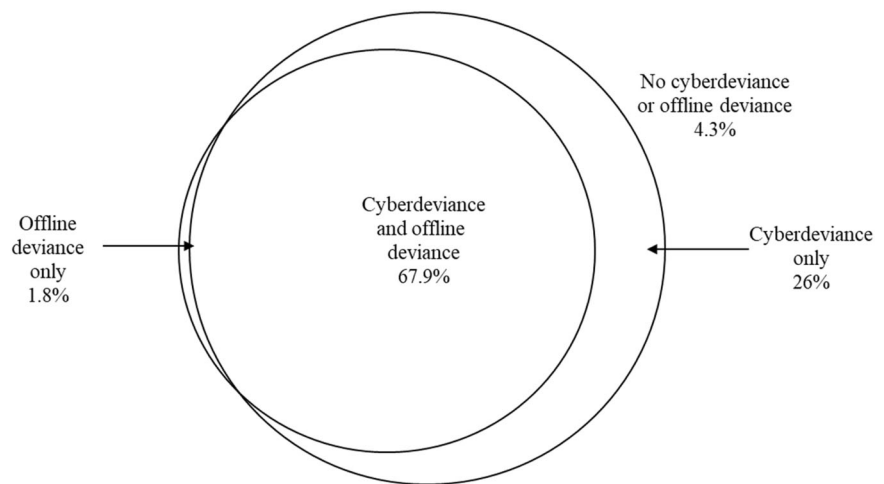 No cyberdeviance
or offline deviance
4.3%
Offline
deviance
only
1.8%
Cyberdeviance
and offline
deviance
67.9%
Cyberdeviance
only
26%